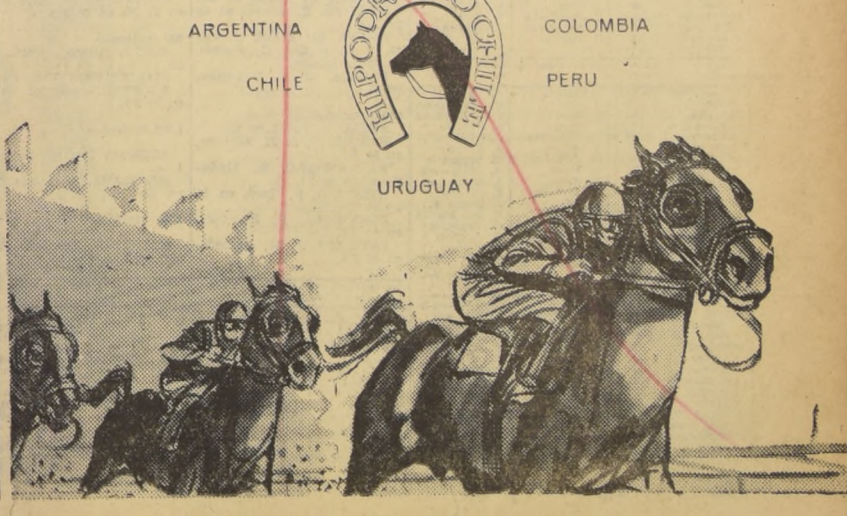 ARGENTINA
COLOMBIA
HIPODROMO CHILE
CHILE
PERU
URUGUAY